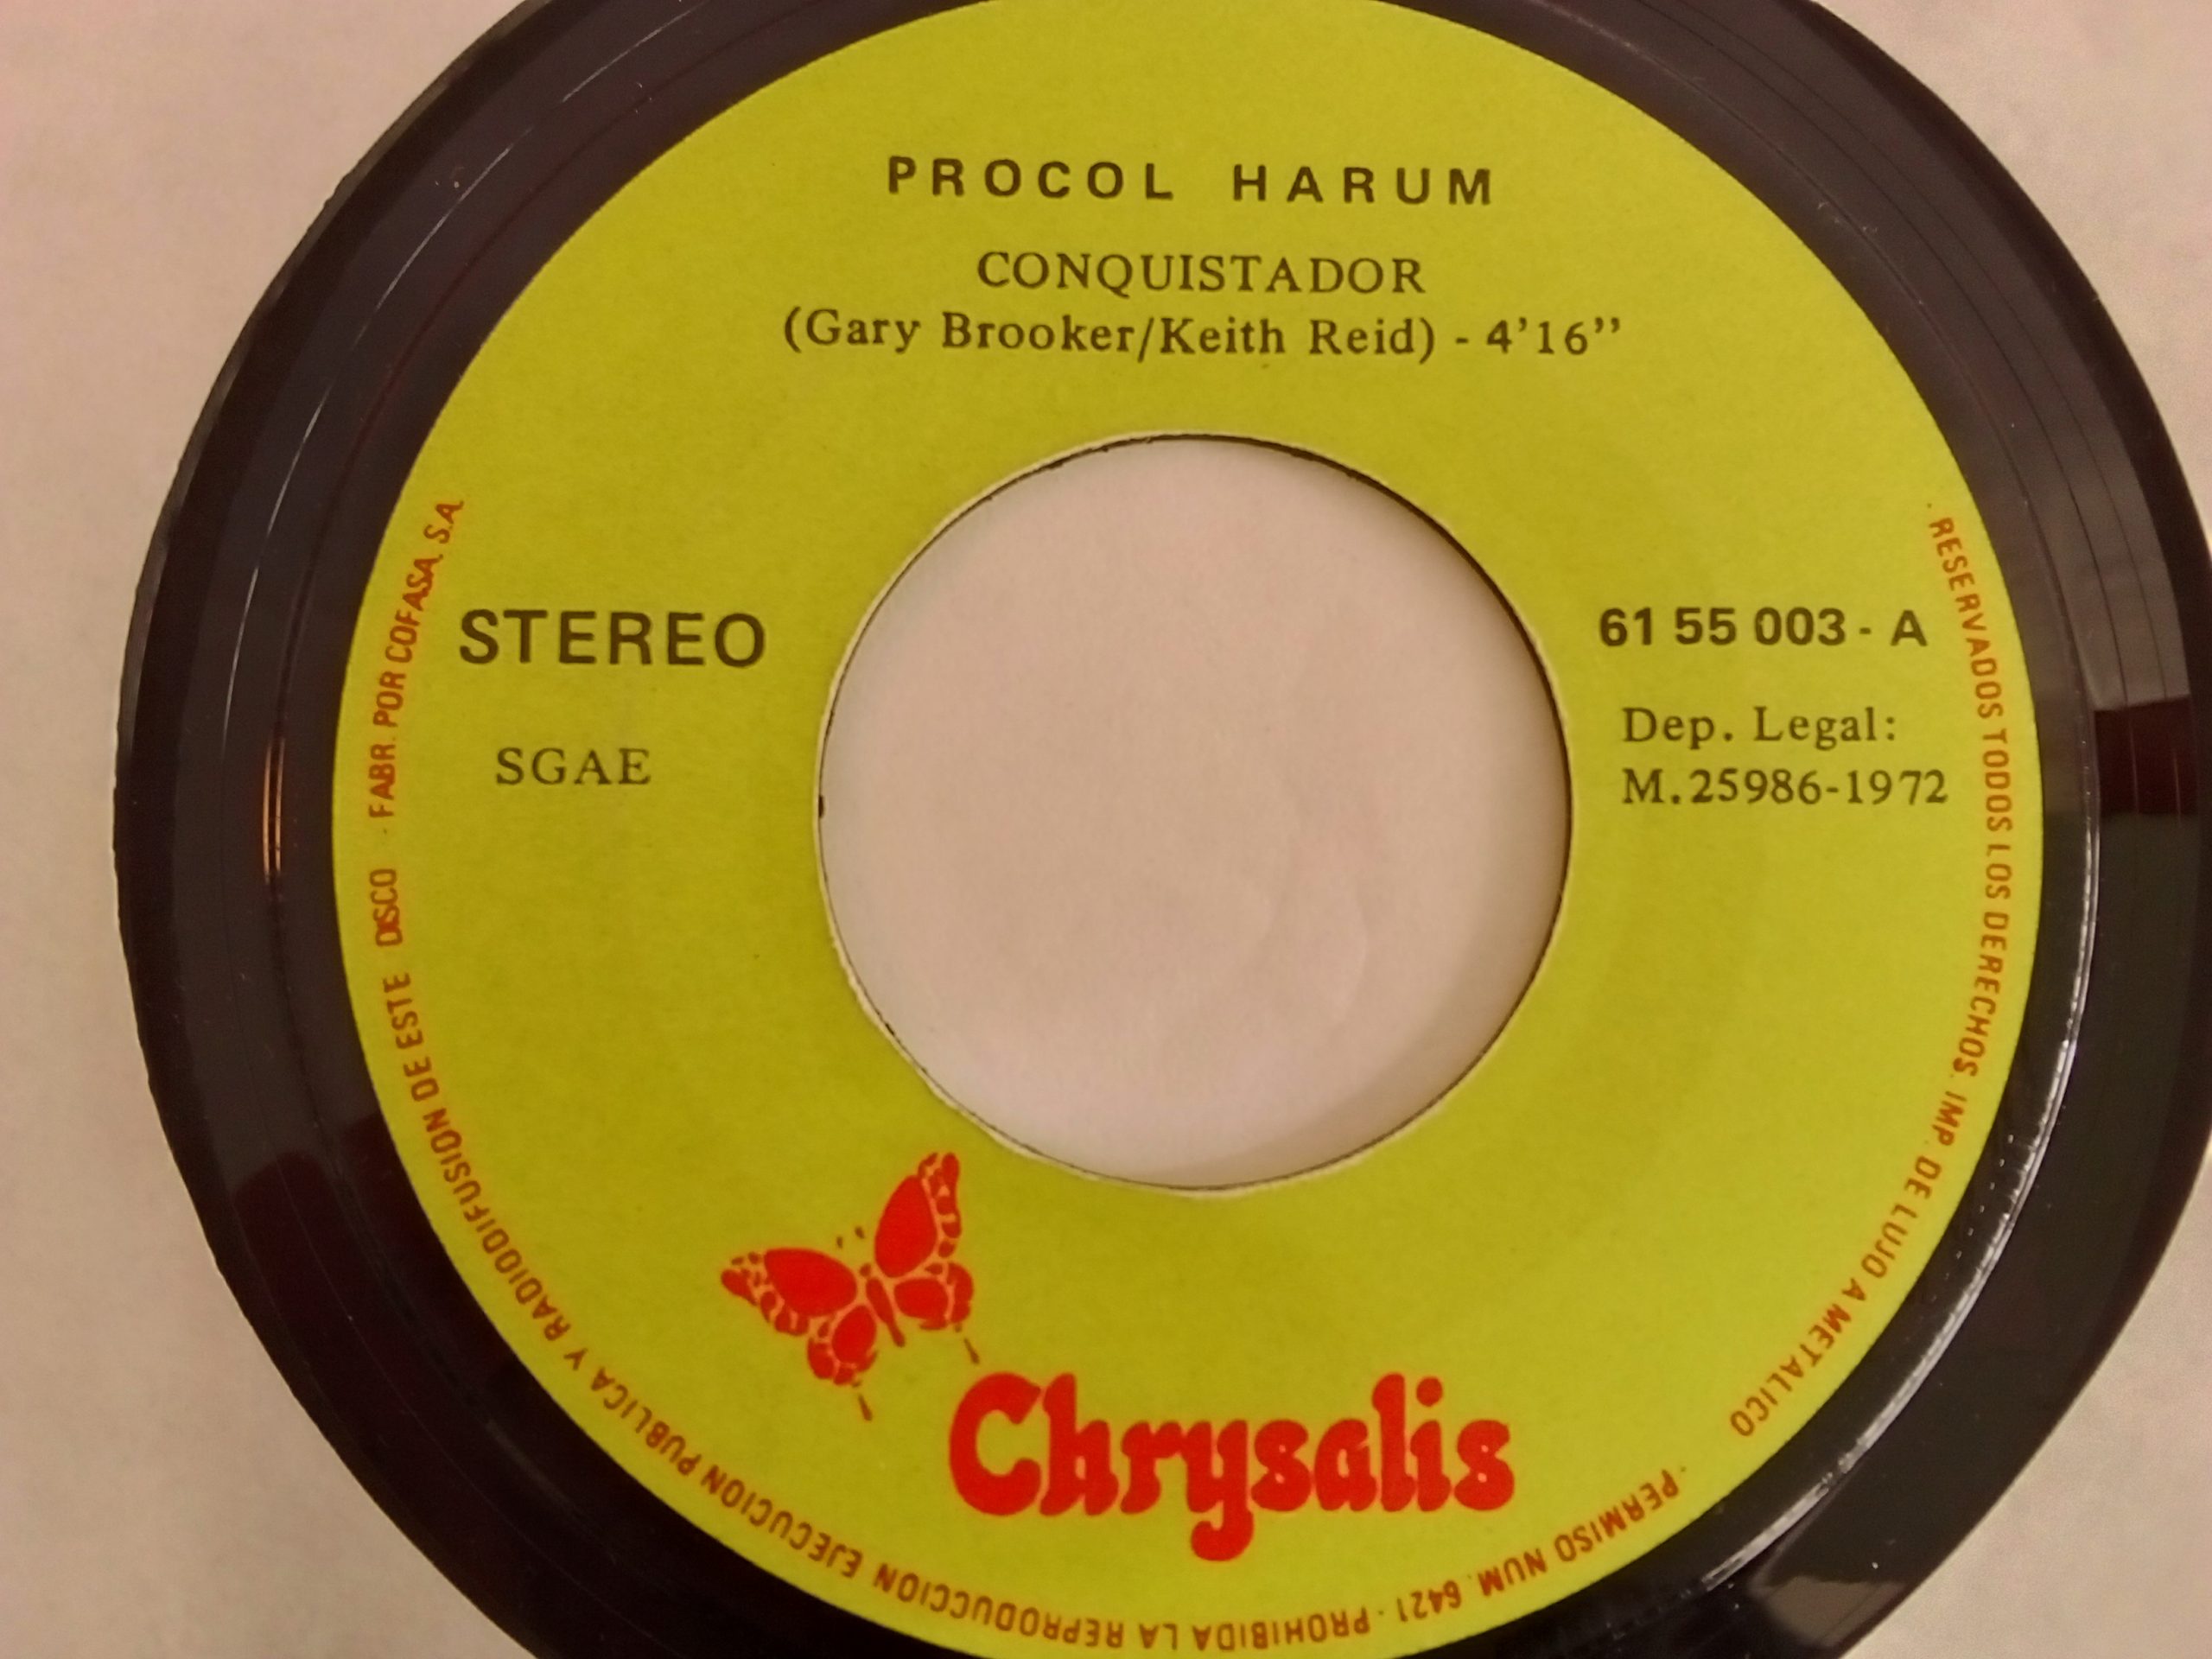 PROCOL HARUM
CONQUISTADOR
(Gary Brooker/Keith Reid) - 4'16"
STEREO
SGAE
61 55 003 - A
Dep. Legal:
M.25986-1972
Chrysalis
· RESERVADOS TODOS LOS DERECHOS. IMP. DE LUJO A METALICO
· PERMISO NUM. 6421 · PROHIBIDA LA REPRODUCCION EJECUCION PUBLICA Y RADIODIFUSION DE ESTE DISCO · FABR. POR COFASA, S.A.